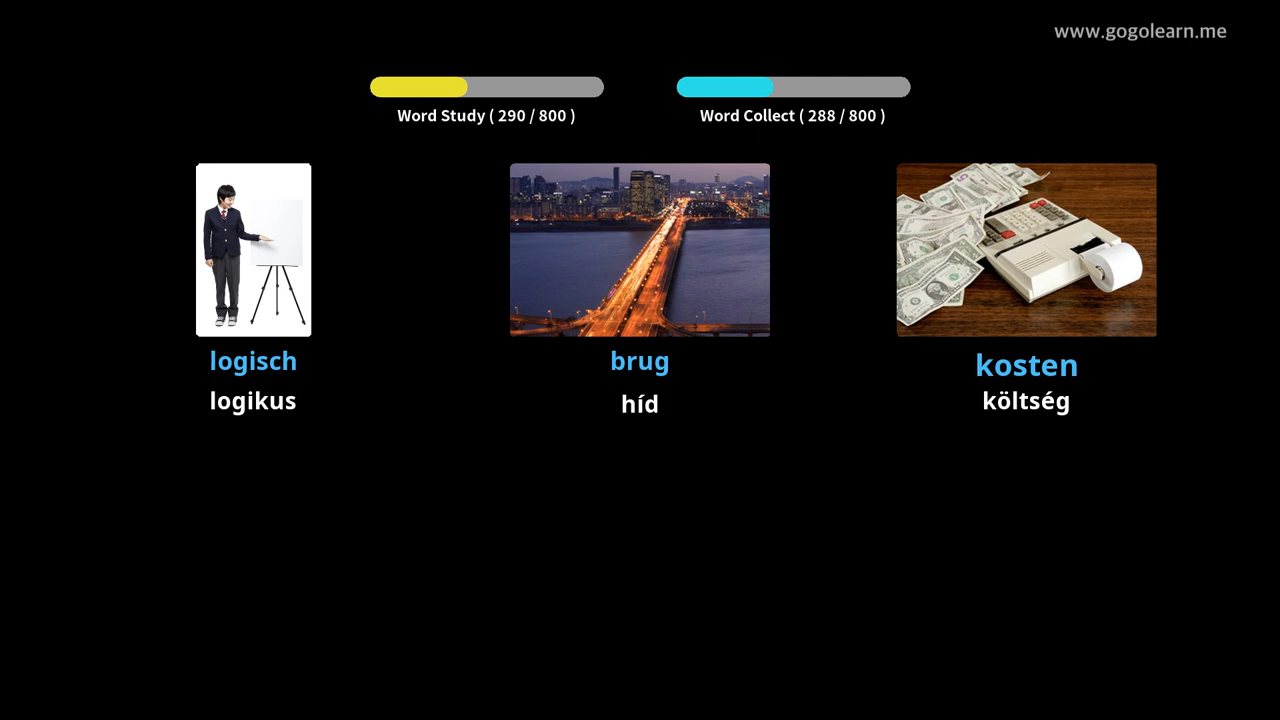 www.gogolearn.me
Word Study ( 290 / 800 )
Word Collect ( 288 / 800 )
logisch
logikus
brug
híd
kosten
költség